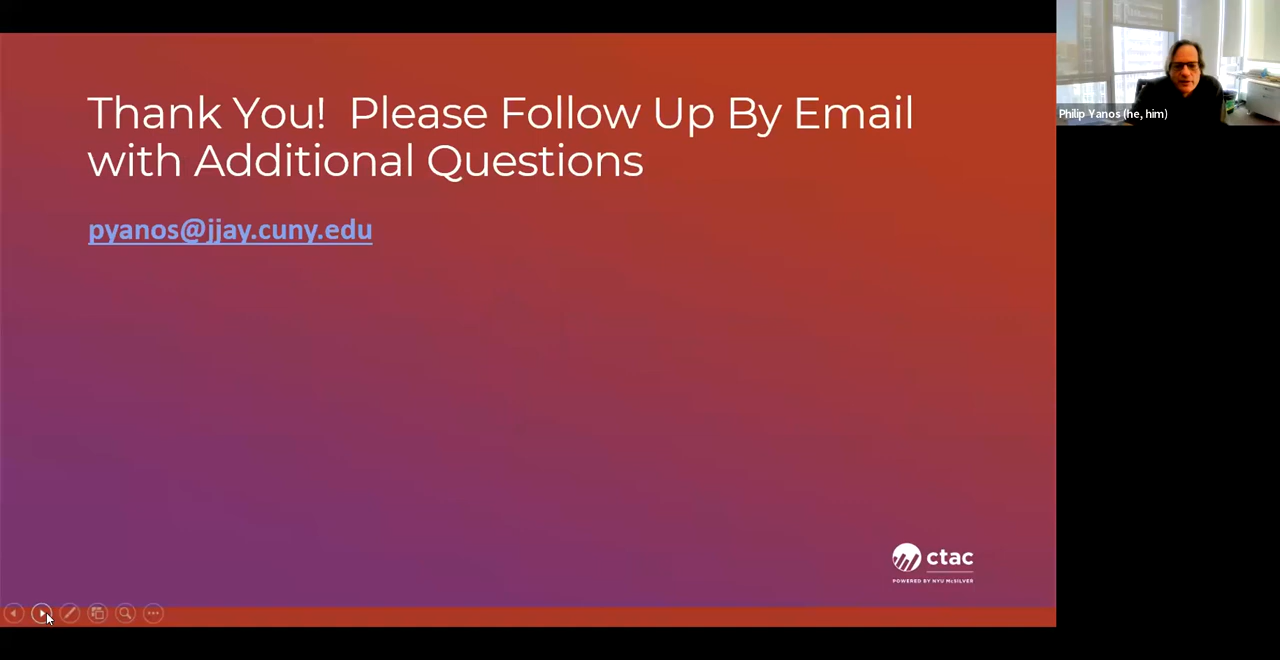 Thank You!  Please Follow Up By Email
with Additional Questions
pyanos@jjay.cuny.edu
ctac
POWERED BY NYU McSILVER
Philip Yanos (he, him)